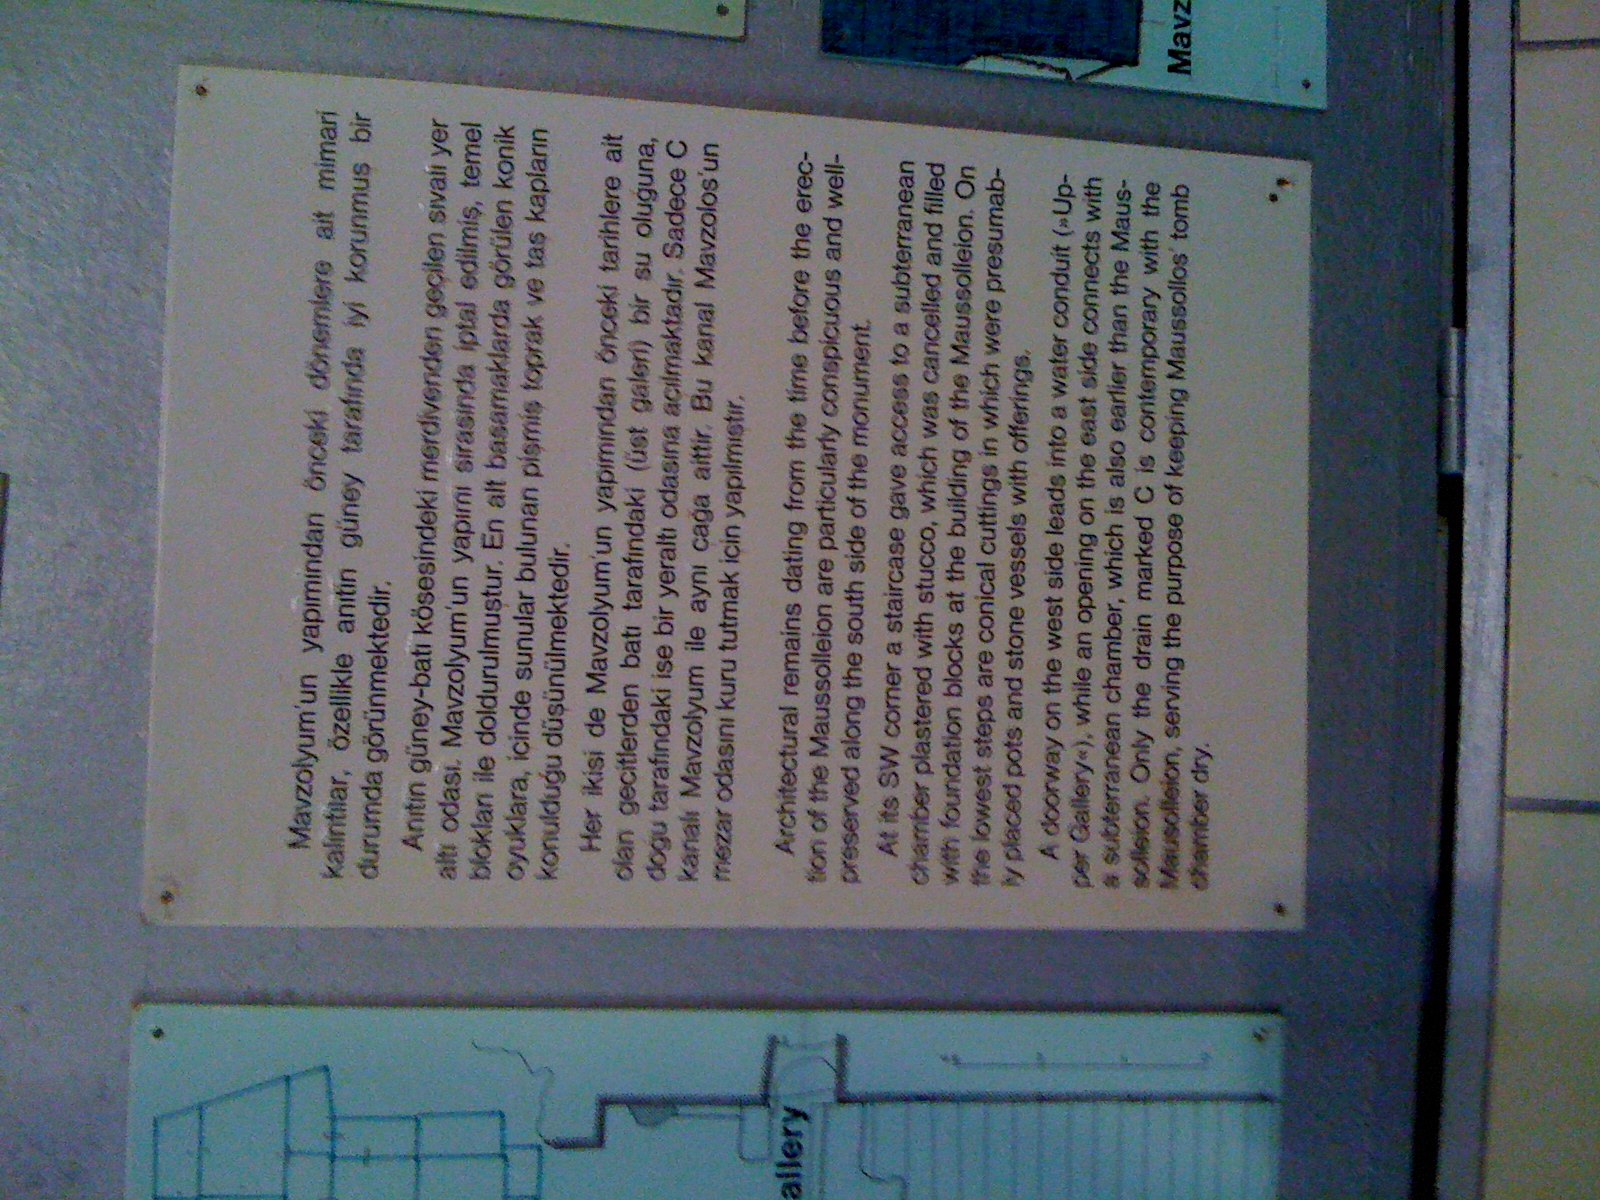 Mavzolyum'un yapımından önceki dönemlere ait mimari
kalıntılar, özellikle anıtın güney tarafında iyi korunmuş bir
durumda görünmektedir.
Anıtın güney-batı kösesindeki merdivenden geçilen sıvalı yer
altı odası. Mavzolyum'un yapımı sırasında iptal edilmiş, temel
blokları ile doldurulmustur. En alt basamaklarda görülen konik
oyuklara, icinde sunular bulunan pişmiş toprak ve tas kapların
konulduğu düşünülmektedir.
Her ikisi de Mavzolyum'un yapımından önceki tarihlere ait
olan gecitlerden batı tarafındaki (üst galeri) bir su oluğuna,
doğu tarafındaki ise bir yeraltı odasına açılmaktadır. Sadece C
kanalı Mavzolyum ile aynı cağa aittir. Bu kanal Mavzolos'un
mezar odasını kuru tutmak icin yapılmıstır.
Architectural remains dating from the time before the erec-
tion of the Maussolleion are particularly conspicuous and well-
preserved along the south side of the monument.
At its SW corner a staircase gave access to a subterranean
chamber plastered with stucco, which was cancelled and filled
with foundation blocks at the building of the Maussolleion. On
the lowest steps are conical cuttings in which were presumab-
ly placed pots and stone vessels with offerings.
A doorway on the west side leads into a water conduit (»Up-
per Gallery«), while an opening on the east side connects with
a subterranean chamber, which is also earlier than the Maus-
solleion. Only the drain marked C is contemporary with the
Mausolleion, serving the purpose of keeping Maussollos' tomb
chamber dry.
allery
Mavz